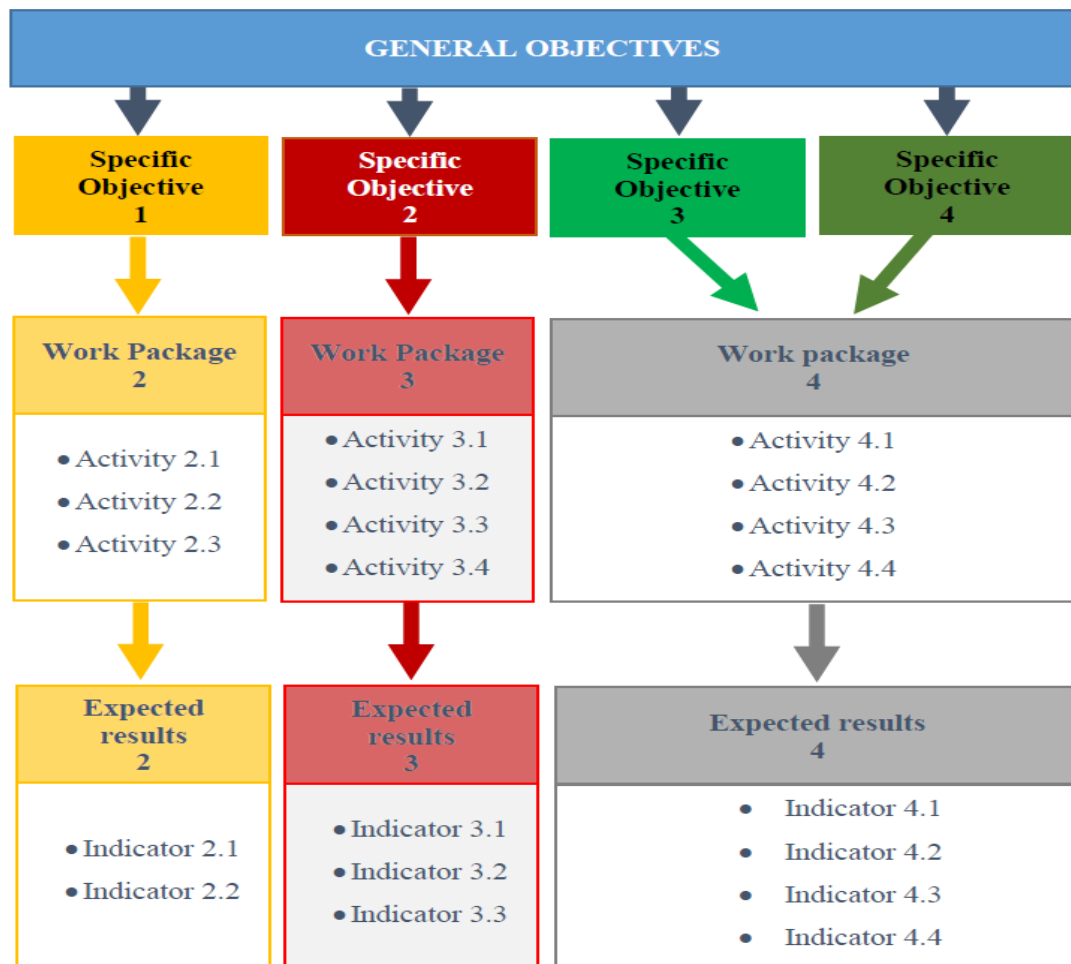 GENERAL OBJECTIVES
Specific
Objective
1
Specific
Objective
2
Specific
Objective
3
Specific
Objective
4
Work Package
2
• Activity 2.1
• Activity 2.2
• Activity 2.3
Work Package
3
• Activity 3.1
• Activity 3.2
• Activity 3.3
• Activity 3.4
Work package
4
• Activity 4.1
• Activity 4.2
• Activity 4.3
• Activity 4.4
Expected
results
2
• Indicator 2.1
• Indicator 2.2
Expected
results
3
• Indicator 3.1
• Indicator 3.2
• Indicator 3.3
Expected results
4
• Indicator 4.1
• Indicator 4.2
• Indicator 4.3
• Indicator 4.4